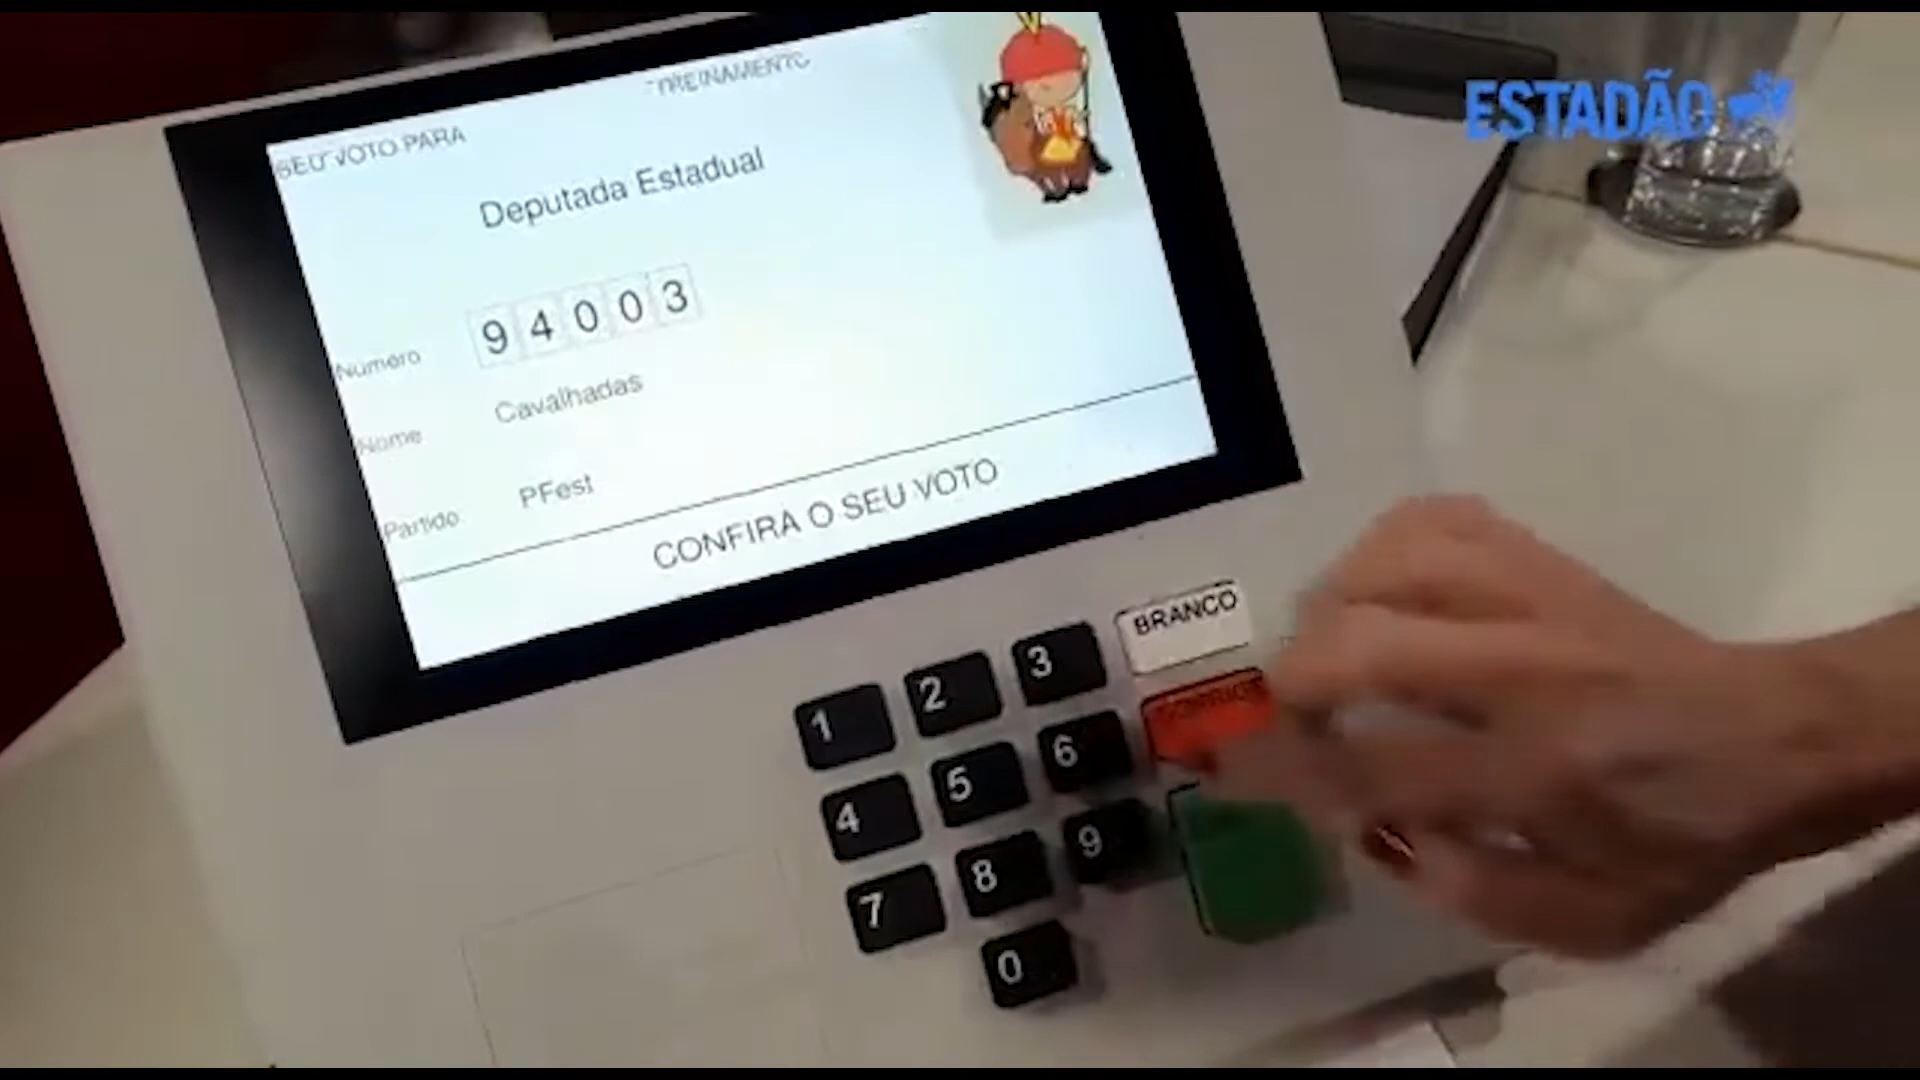 TREINAMENTO
SEU VOTO PARA
Deputada Estadual
Número 94003
Nome Cavalhadas
Partido PFest
CONFIRA O SEU VOTO
ESTADÃO
BRANCO
CORRIGE
1 2 3
4 5 6
7 8 9
0